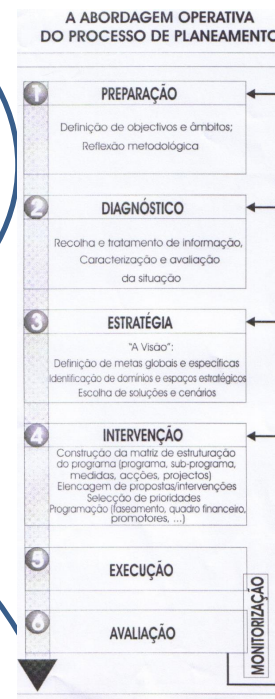 A ABORDAGEM OPERATIVA
DO PROCESSO DE PLANEAMENTO
1
PREPARAÇÃO
Definição de objectivos e âmbitos;
Reflexão metodológica
2
DIAGNÓSTICO
Recolha e tratamento de informação,
Caracterização e avaliação
da situação
3
ESTRATÉGIA
"A Visão":
Definição de metas globais e específicas
Identificação de domínios e espaços estratégicos
Escolha de soluções e cenários
4
INTERVENÇÃO
Construção da matriz de estruturação
do programa (programa, sub-programa,
medidas, acções, projectos)
Elencagem de propostas/intervenções
Selecção de prioridades
Programação (faseamento, quadro financeiro,
promotores, ...)
5
EXECUÇÃO
6
AVALIAÇÃO
MONITORIZAÇÃO